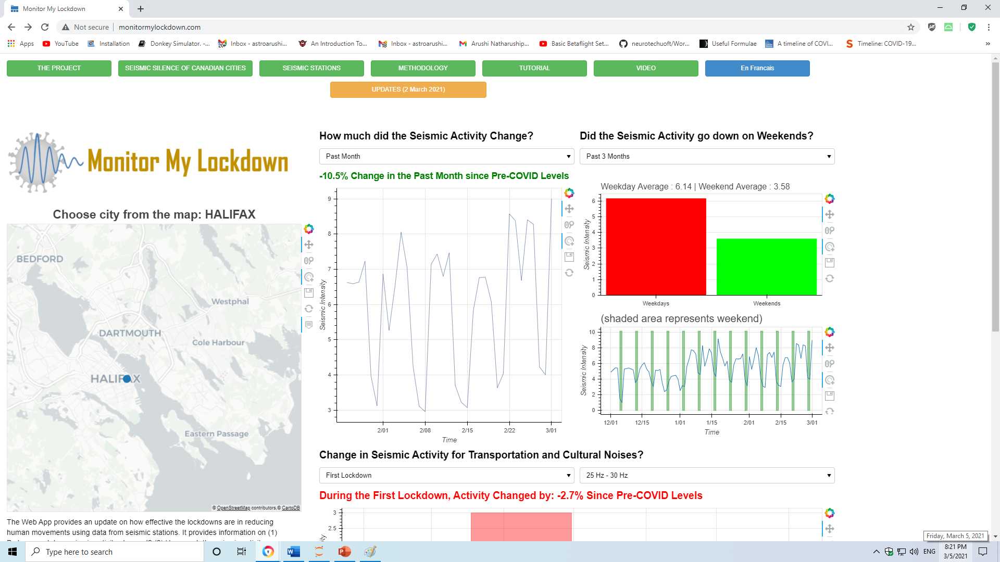 Monitor My Lockdown
Not secure
monitormylockdown.com
Apps
YouTube
Installation
Donkey Simulator. -...
Inbox - astroarushi...
An Introduction To...
Inbox - astroarushi...
Arushi Natharuship...
Basic Betaflight Set...
neurotechuoft/Wor...
Useful Formulae
A timeline of COVI...
Timeline: COVID-19...
»
THE PROJECT
SEISMIC SILENCE OF CANADIAN CITIES
SEISMIC STATIONS
METHODOLOGY
TUTORIAL
VIDEO
En Francais
UPDATES (2 March 2021)
Monitor My Lockdown
Choose city from the map: HALIFAX
BEDFORD
Westphal
DARTMOUTH
Cole Harbour
HALIFAX
Eastern Passage
© OpenStreetMap contributors,© CartoDB
The Web App provides an update on how effective the lockdowns are in reducing
human movements using data from seismic stations. It provides information on (1)
How much did the Seismic Activity Change?
Past Month
-10.5% Change in the Past Month since Pre-COVID Levels
9
8
7
6
5
4
3
Seismic Intensity
2/01
2/08
2/15
2/22
3/01
Time
Did the Seismic Activity go down on Weekends?
Past 3 Months
Weekday Average : 6.14 | Weekend Average : 3.58
6
5
4
3
2
1
0
Seismic Intensity
Weekdays
Weekends
(shaded area represents weekend)
10
8
6
4
2
0
Seismic Intensity
12/01
12/15
1/01
1/15
2/01
2/15
3/01
Time
Change in Seismic Activity for Transportation and Cultural Noises?
First Lockdown
25 Hz - 30 Hz
During the First Lockdown, Activity Changed by: -2.7% Since Pre-COVID Levels
3
2.5
Friday, March 5, 2021
Type here to search
ENG
8:21 PM
3/5/2021